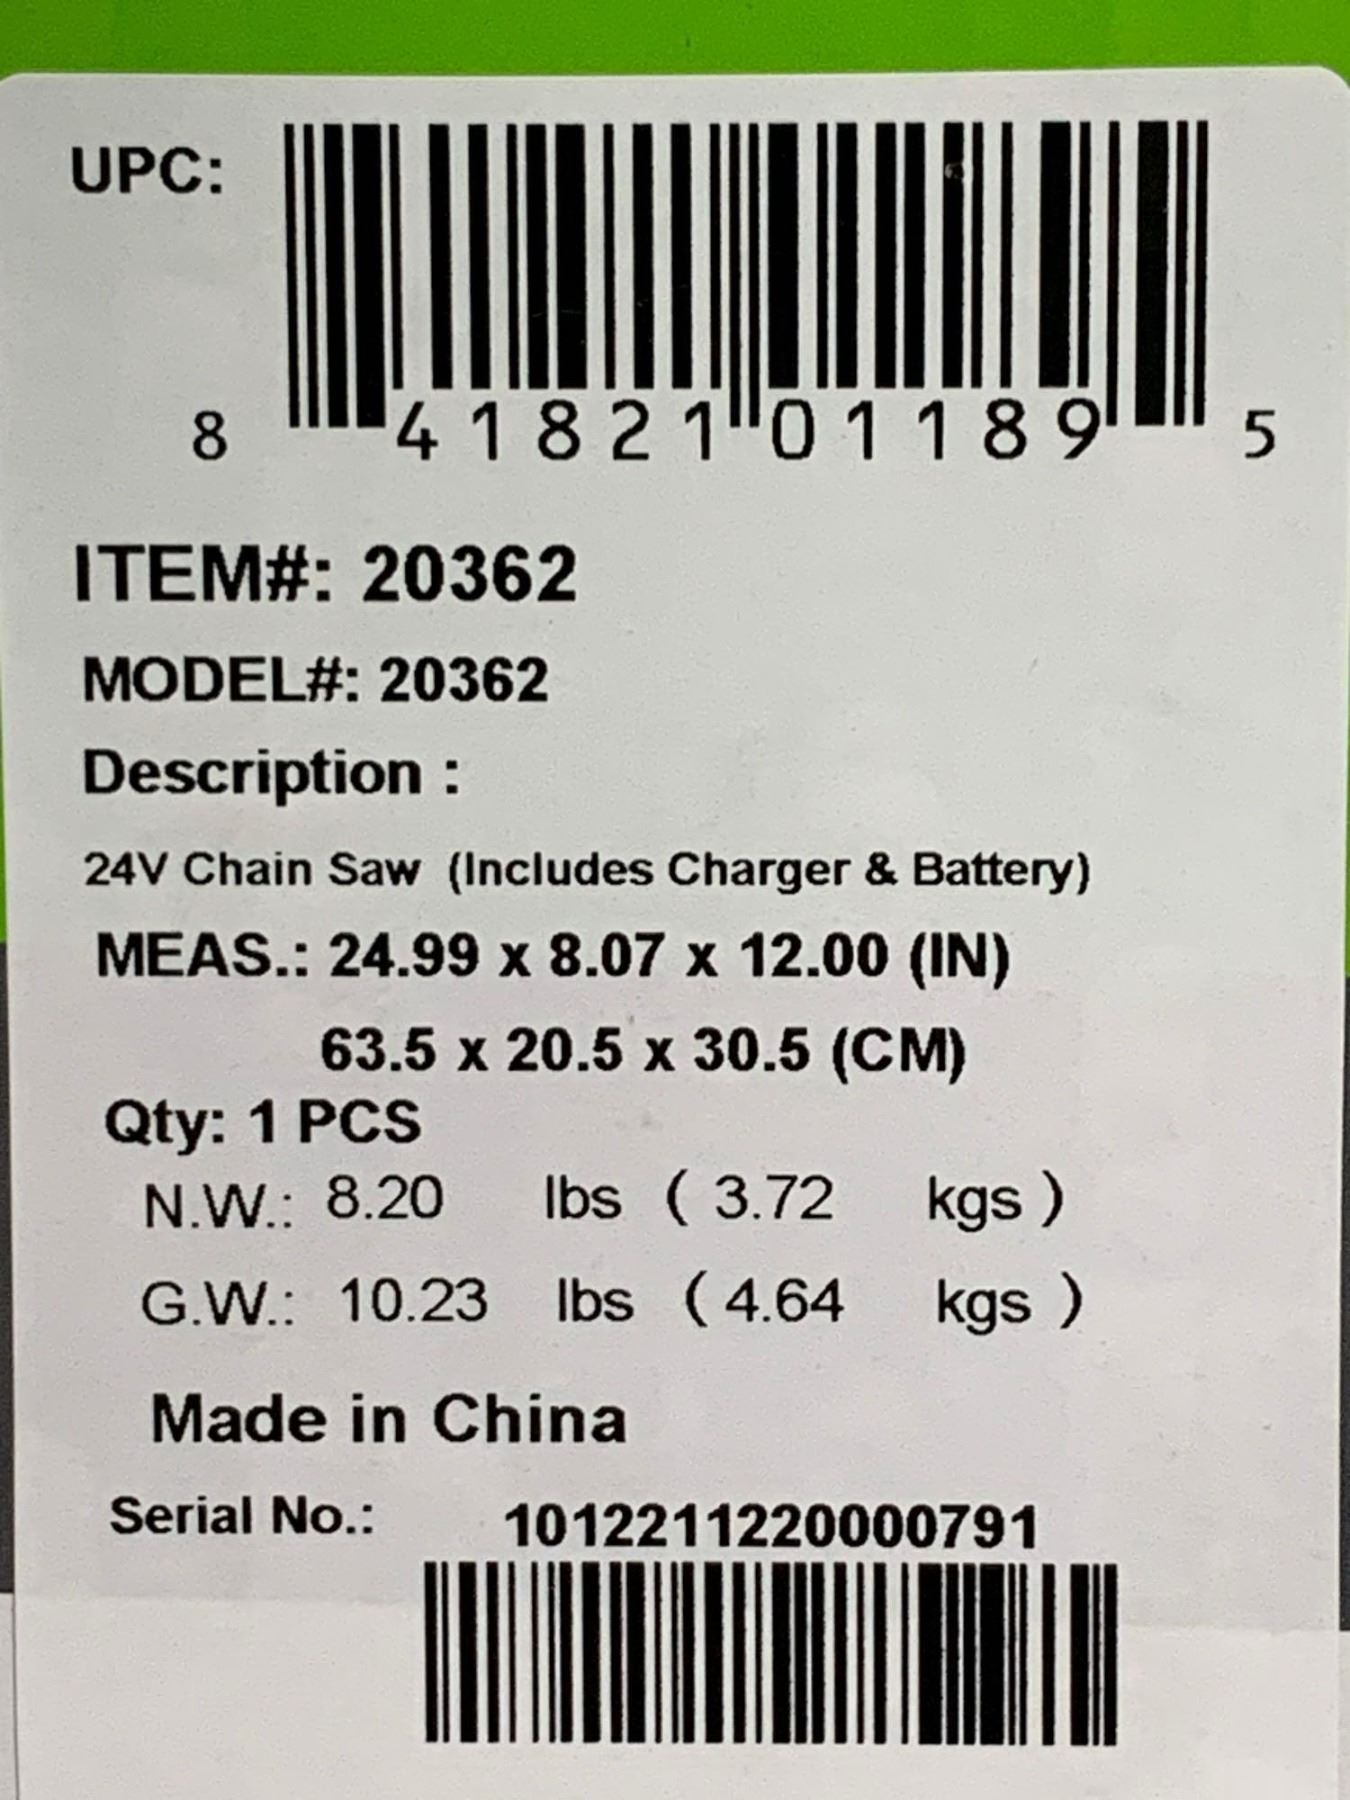 UPC:
8 41821 01189 5
ITEM#: 20362
MODEL#: 20362
Description :
24V Chain Saw (Includes Charger & Battery)
MEAS.: 24.99 x 8.07 x 12.00 (IN)
63.5 x 20.5 x 30.5 (CM)
Qty: 1 PCS
N.W.: 8.20 lbs ( 3.72 kgs )
G.W.: 10.23 lbs ( 4.64 kgs )
Made in China
Serial No.: 1012211220000791